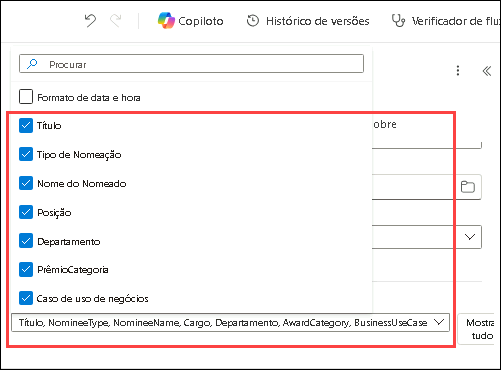 Copiloto Histórico de versões Verificador de flu
Procurar
Formato de data e hora
Título
obre
Tipo de Nomeação
Nome do Nomeado
Posição
Departamento
PrêmioCategoria
Caso de uso de negócios
Título, NomineeType, NomineeName, Cargo, Departamento, AwardCategory, BusinessUseCase
Mostra
tudo